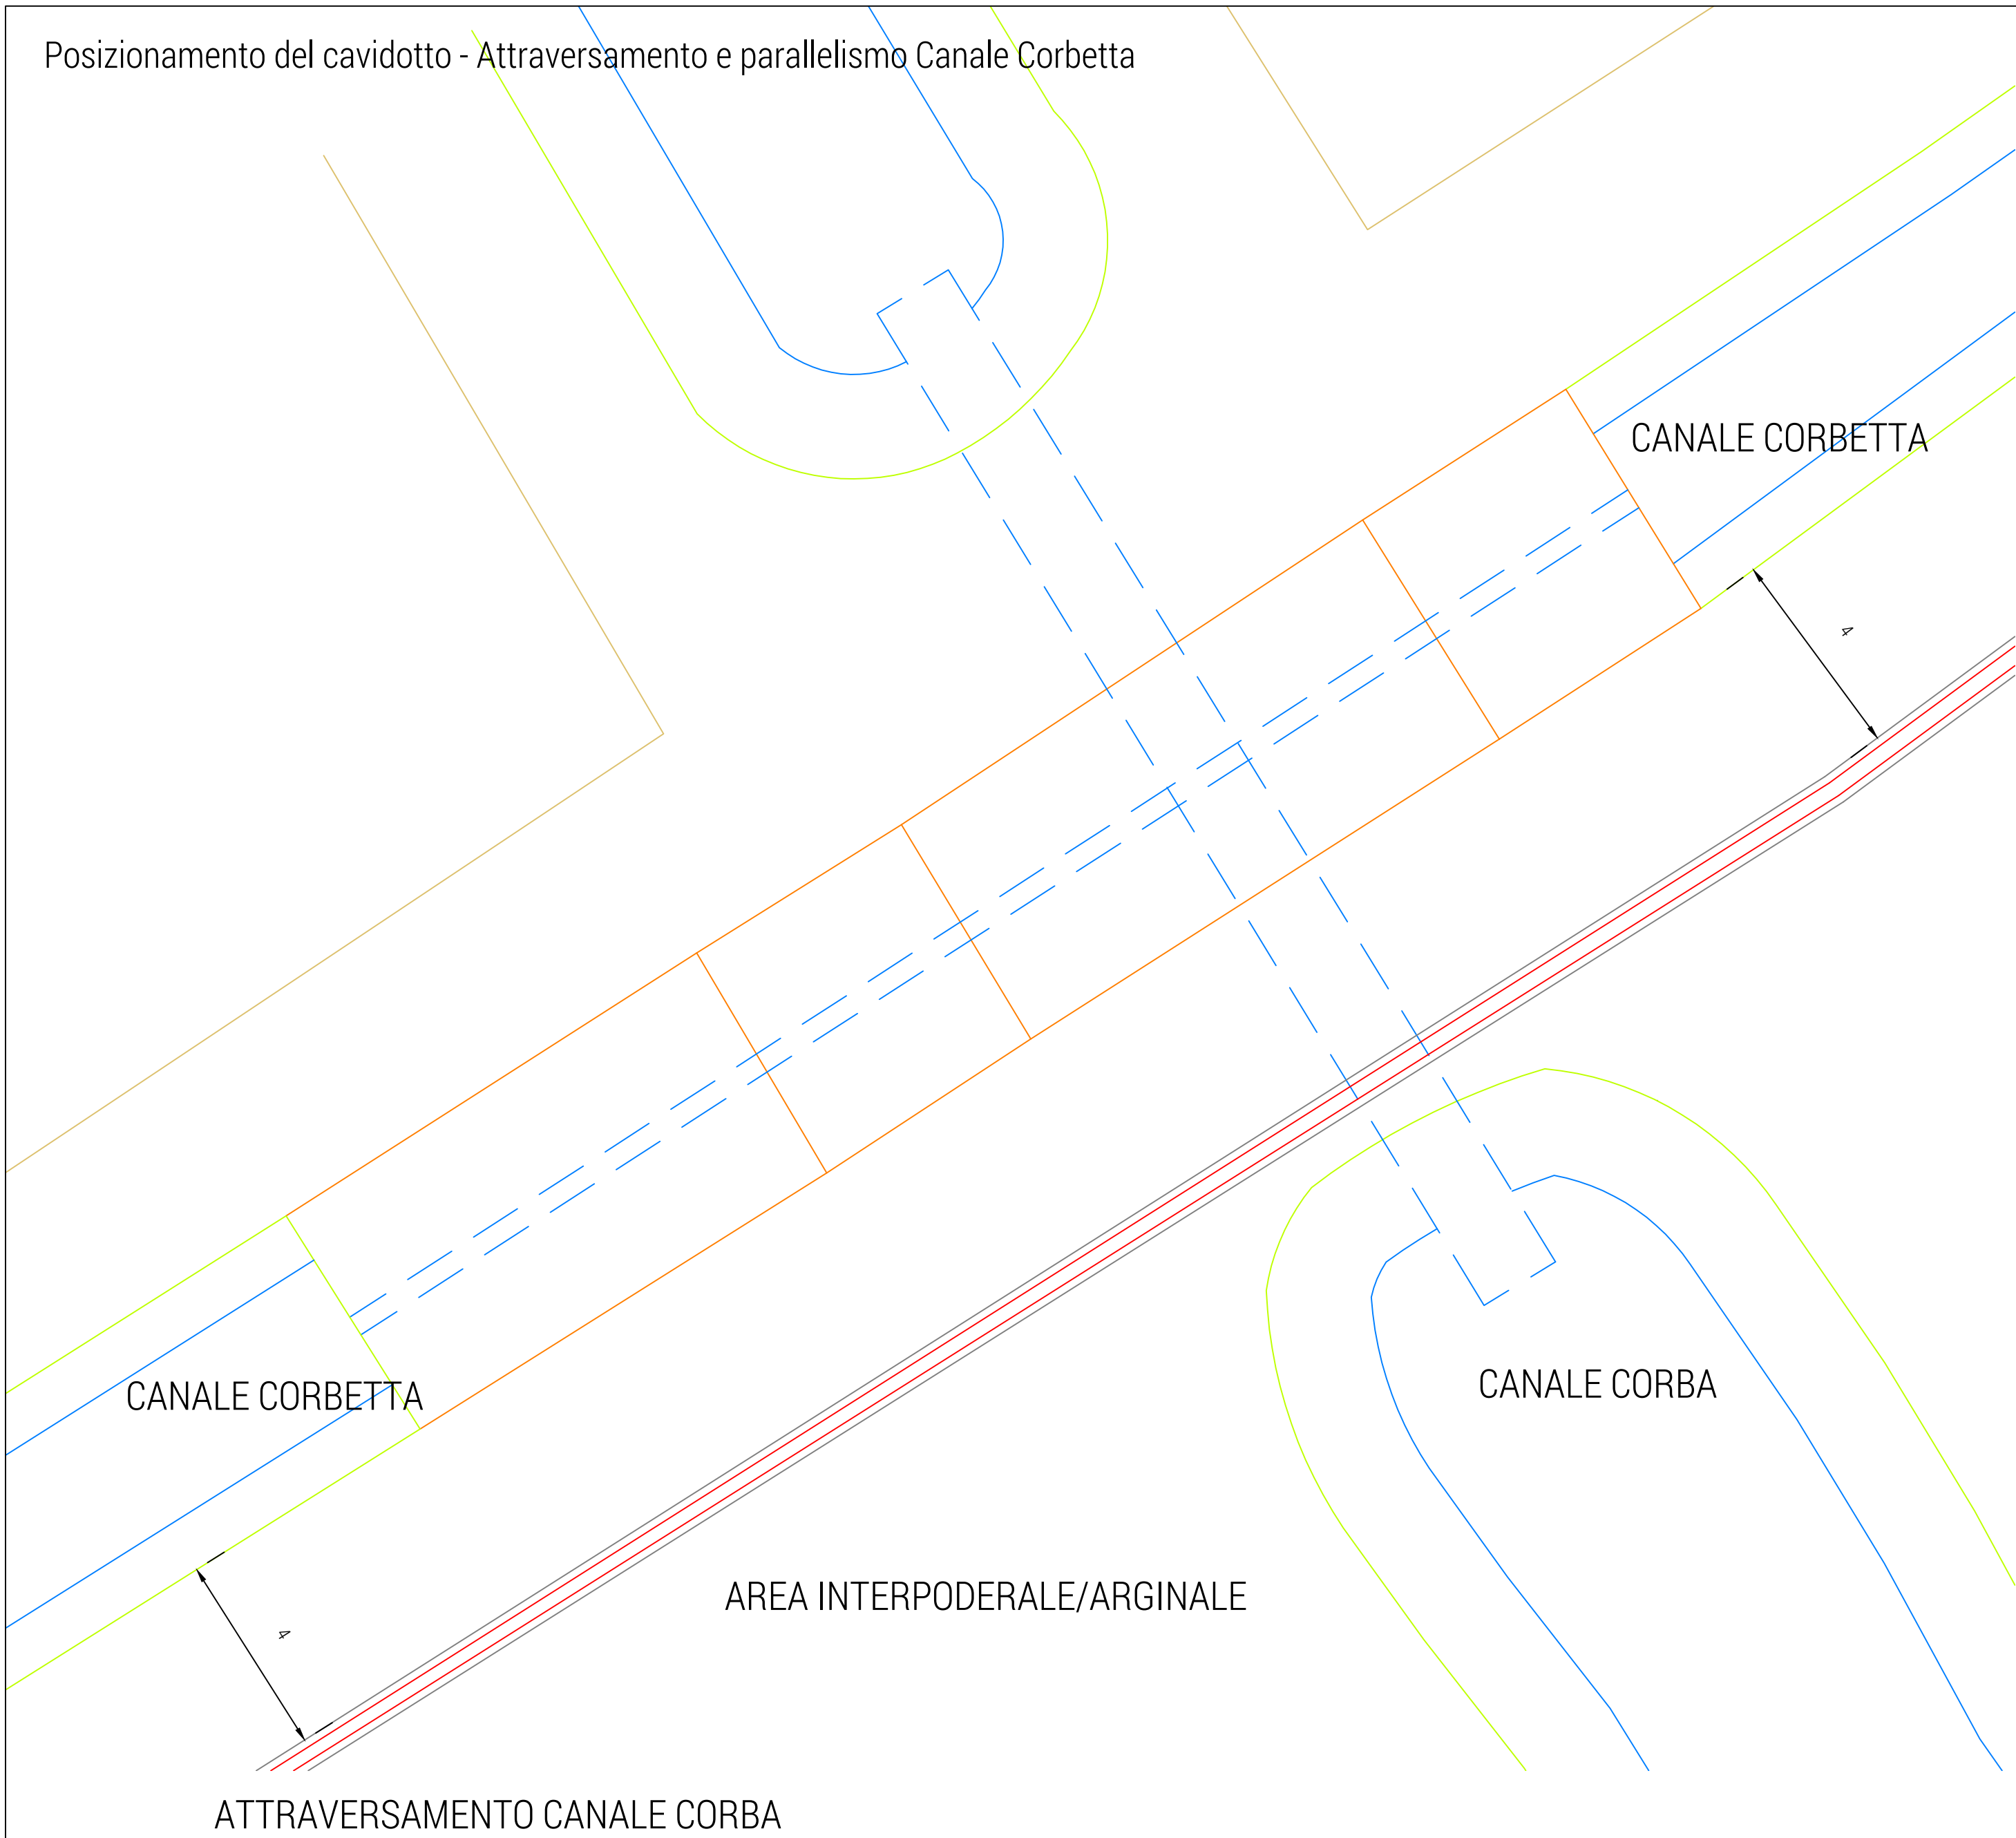 Posizionamento del cavidotto - Attraversamento e parallelismo Canale Corbetta
CANALE CORBETTA
4
CANALE CORBETTA
CANALE CORBA
AREA INTERPODERALE/ARGINALE
4
ATTRAVERSAMENTO CANALE CORBA